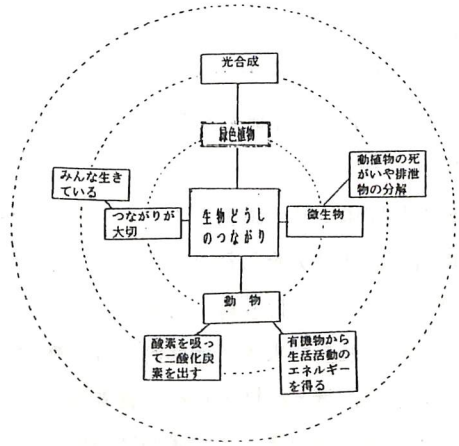 光合成
緑色植物
動植物の死
がいや排泄
物の分解
みんな生き
ている
つながりが
大切
生物どうし
のつながり
微生物
動物
酸素を吸っ
て二酸化炭
素を出す
有機物から
生活活動の
エネルギー
を得る